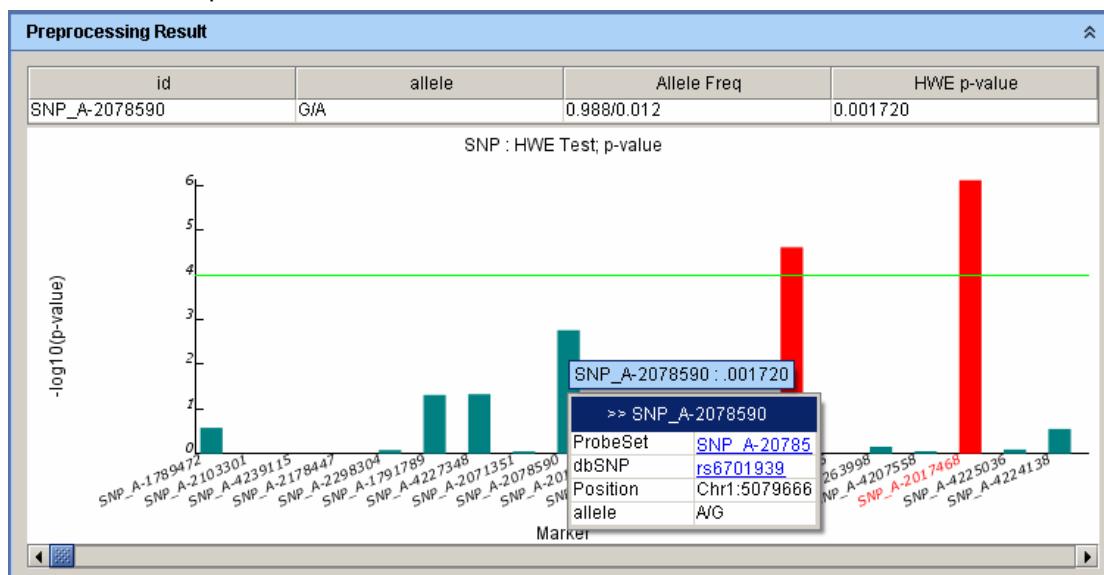 Preprocessing Result
id allele Allele Freq HWE p-value
SNP_A-2078590 G/A 0.988/0.012 0.001720
SNP : HWE Test; p-value
6
5
4
3
2
1
0
-log10(p-value)
SNP_A-2078590 : .001720
>> SNP_A-2078590
ProbeSet SNP_A-20785
dbSNP rs6701939
Position Chr1:5079666
allele A/G
SNP_A-1789472
SNP_A-2103301
SNP_A-4239115
SNP_A-2178447
SNP_A-2298304
SNP_A-1791789
SNP_A-4227348
SNP_A-2071351
SNP_A-2078590
SNP_A-4207558
SNP_A-2017468
SNP_A-4225036
SNP_A-4224138
Marker